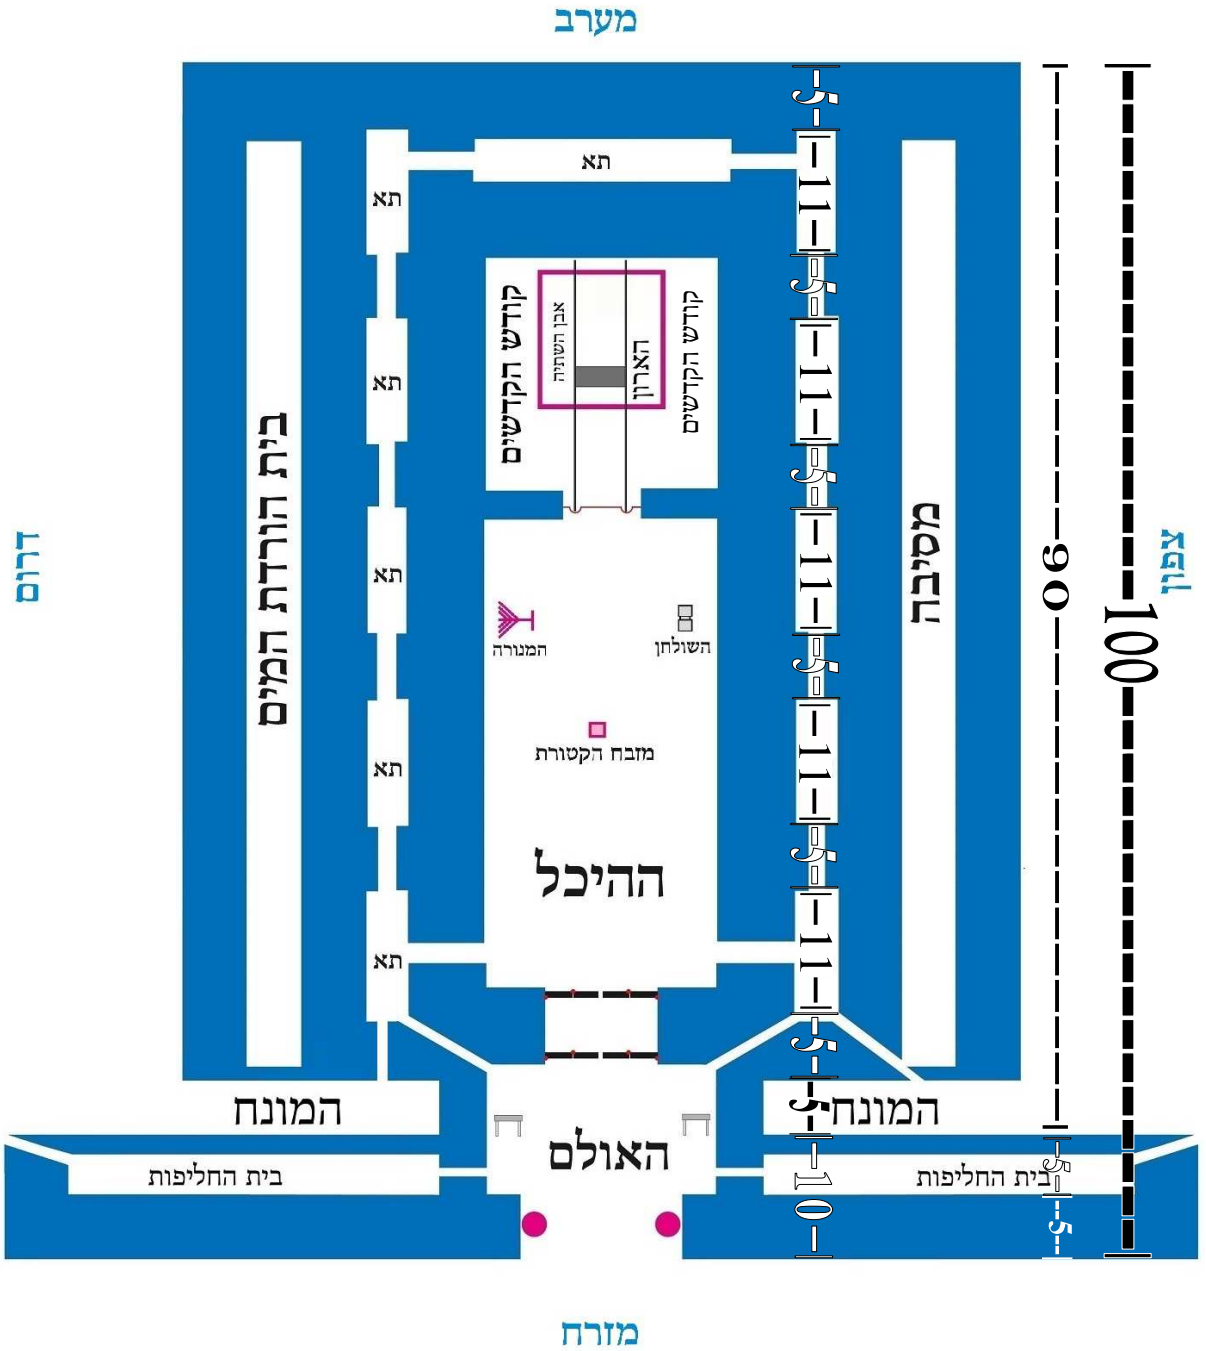 מערב
-5-
תא
תא
-11-
-5-
קודש הקדשים
אבן השתיה
הארון
קודש הקדשים
תא
-11-
-5-
בית הורדת המים
מסיבה
דרום
צפון
90
100
תא
-11-
-5-
המנורה
השולחן
מזבח הקטורת
תא
-11-
-5-
ההיכל
תא
-11-
-5-
המונח
-5-
המונח
האולם
בית החליפות
-10-
בית החליפות
-5-
-5-
מזרח